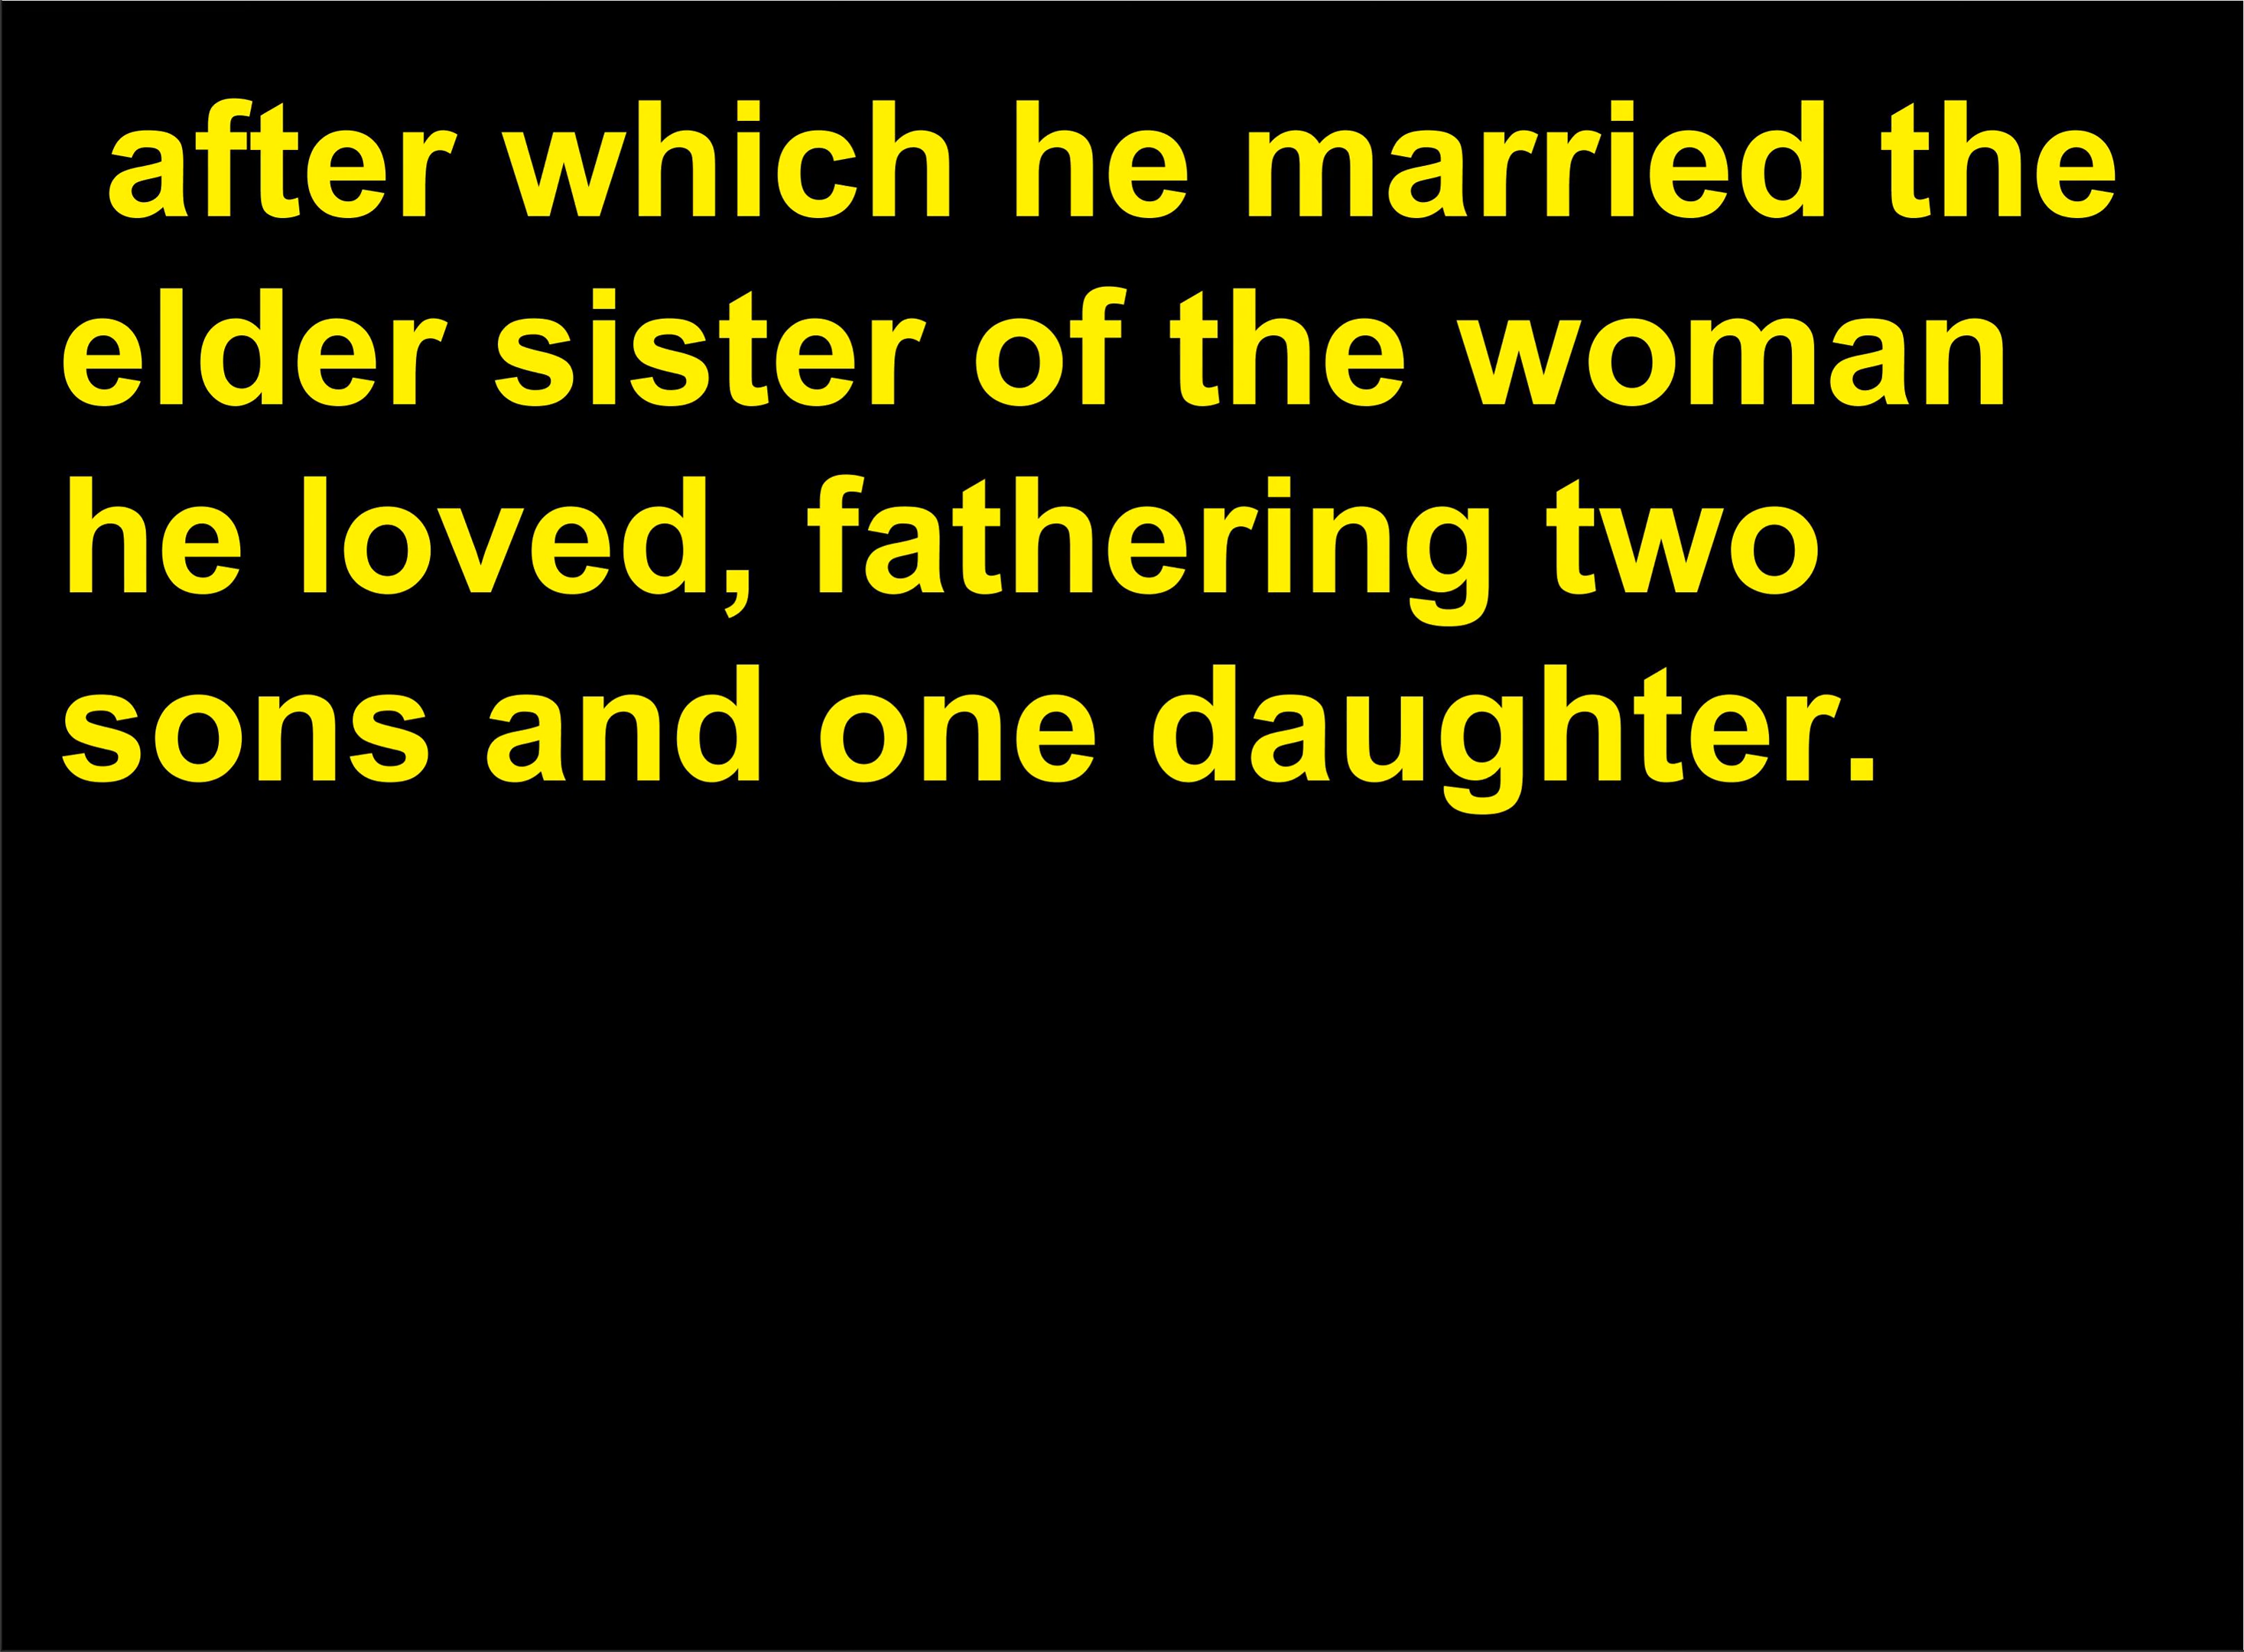 after which he married the
elder sister of the woman
he loved, fathering two
sons and one daughter.